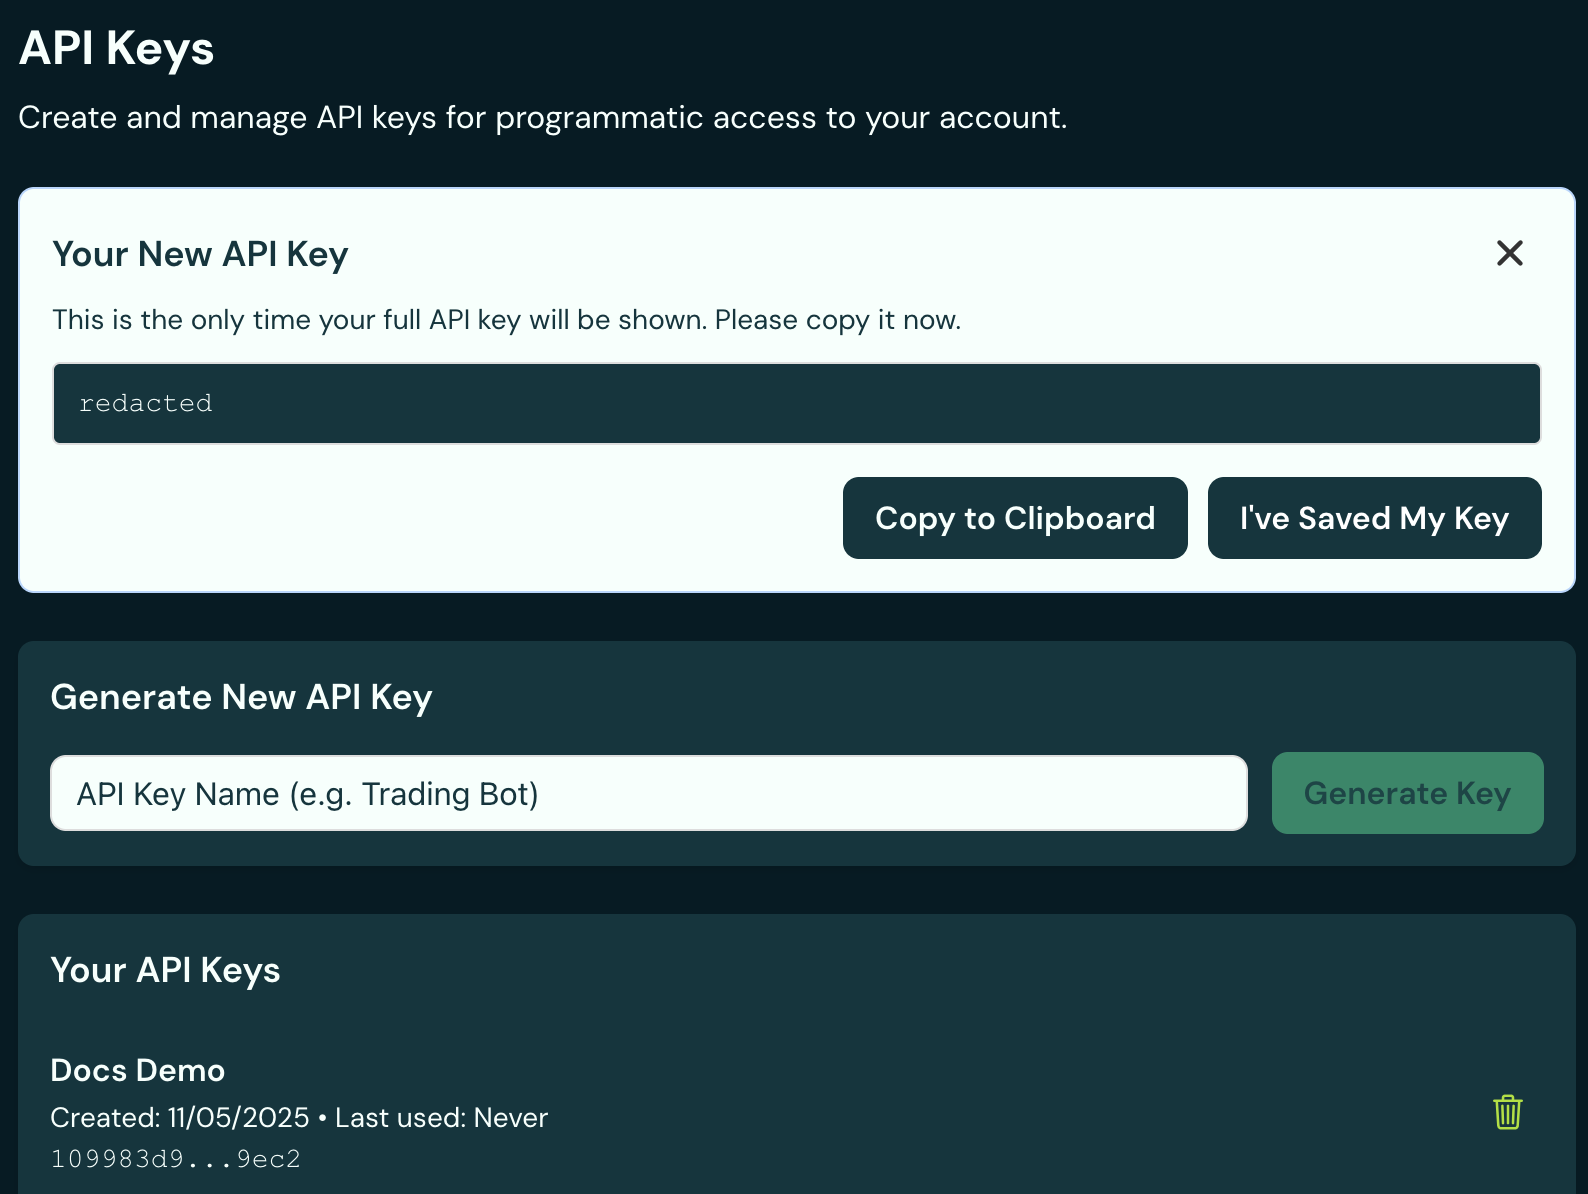 API Keys
Create and manage API keys for programmatic access to your account.
Your New API Key
This is the only time your full API key will be shown. Please copy it now.
redacted
Copy to Clipboard
I've Saved My Key
Generate New API Key
API Key Name (e.g. Trading Bot)
Generate Key
Your API Keys
Docs Demo
Created: 11/05/2025 • Last used: Never
109983d9...9ec2